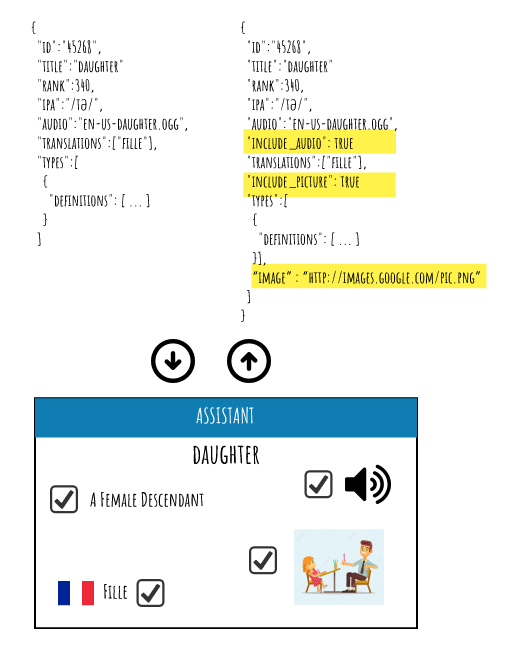 {
"ID":"45268",
"TITLE":"DAUGHTER"
"RANK":340,
"IPA":"/Tə/",
"AUDIO":"EN-US-DAUGHTER.OGG",
"TRANSLATIONS":["FILLE"],
"TYPES":[
{
"DEFINITIONS": [ ... ]
}
]
{
"ID":"45268",
"TITLE":"DAUGHTER"
"RANK":340,
"IPA":"/Tə/",
"AUDIO":"EN-US-DAUGHTER.OGG",
"INCLUDE_AUDIO": TRUE
"TRANSLATIONS":["FILLE"],
"INCLUDE_PICTURE": TRUE
"TYPES":[
{
"DEFINITIONS": [ ... ]
}],
"IMAGE" : "HTTP://IMAGES.GOOGLE.COM/PIC.PNG"
]
}
ASSISTANT
DAUGHTER
A FEMALE DESCENDANT
FILLE